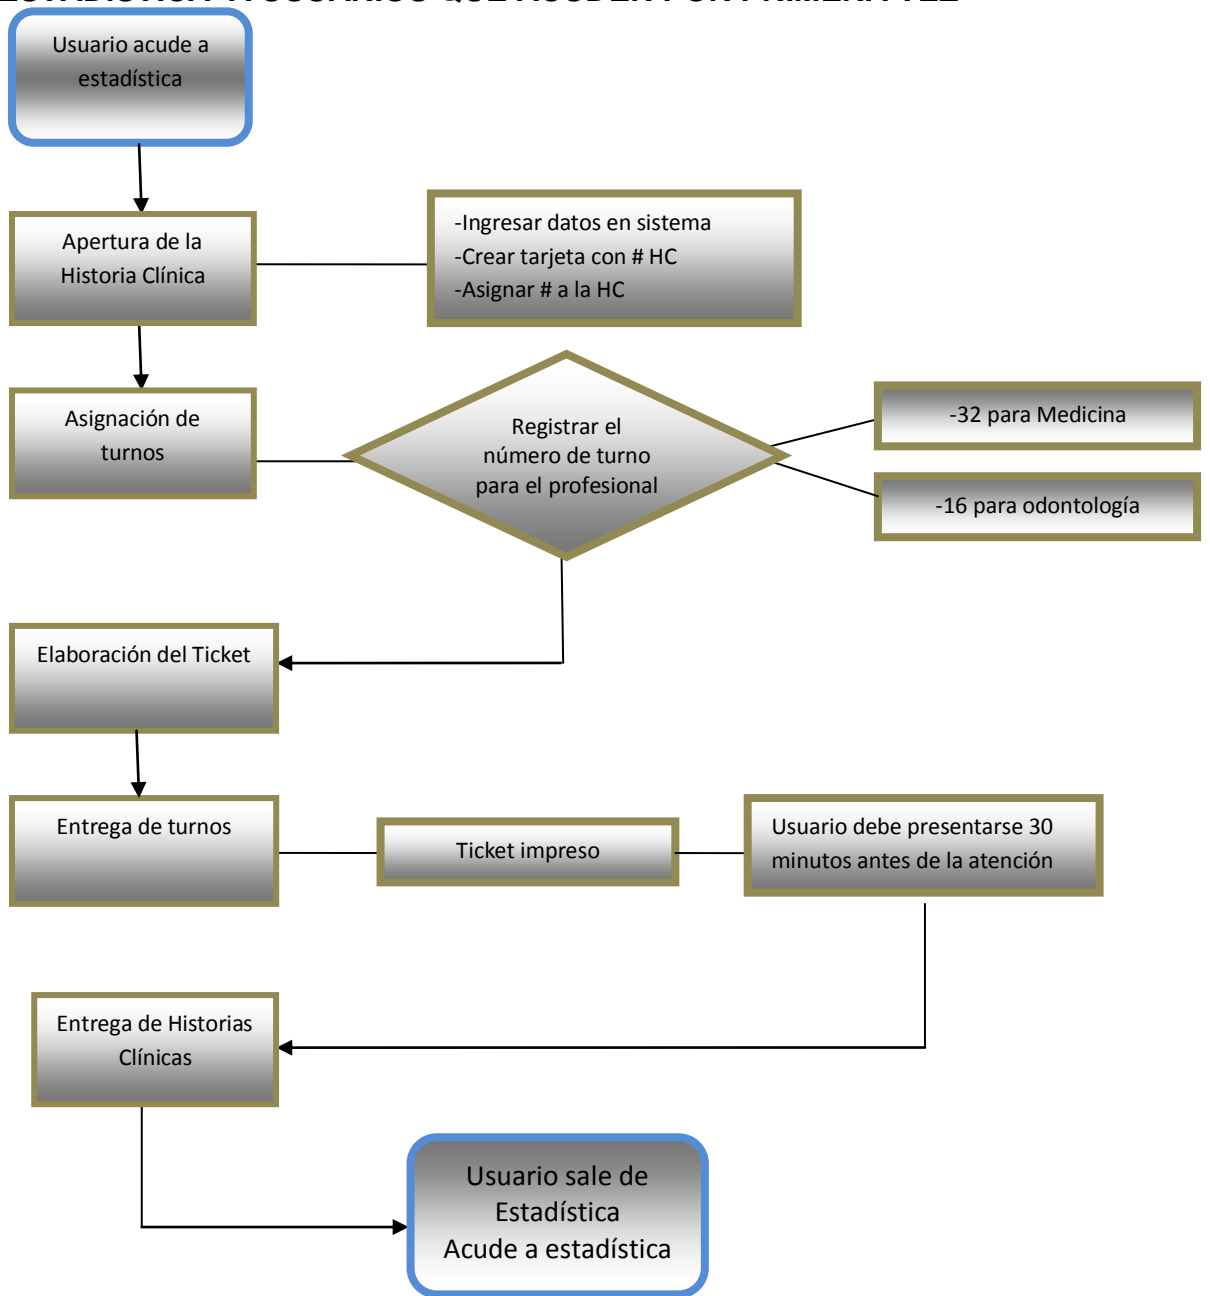 Usuario acude a
estadística
Apertura de la
Historia Clínica
-Ingresar datos en sistema
-Crear tarjeta con # HC
-Asignar # a la HC
Asignación de
turnos
Registrar el
número de turno
para el profesional
-32 para Medicina
-16 para odontología
Elaboración del Ticket
Entrega de turnos
Ticket impreso
Usuario debe presentarse 30
minutos antes de la atención
Entrega de Historias
Clínicas
Usuario sale de
Estadística
Acude a estadística